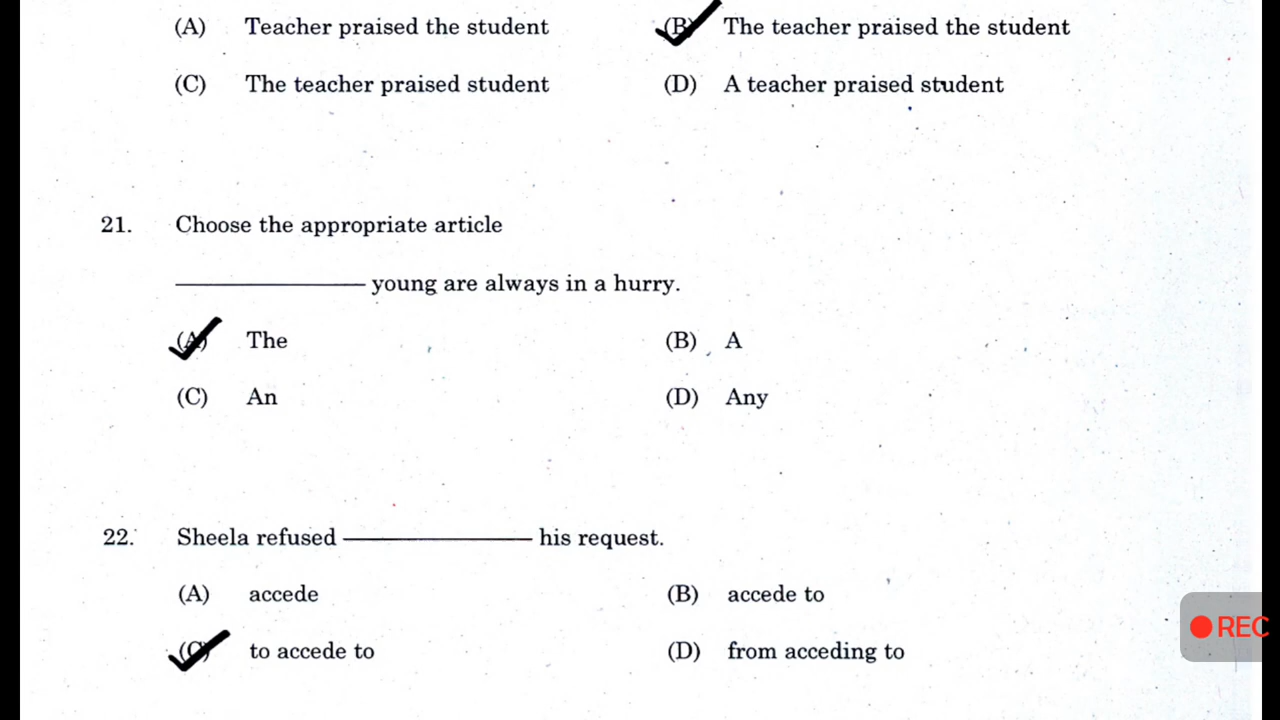 (A) Teacher praised the student (B) The teacher praised the student
(C) The teacher praised student (D) A teacher praised student
21. Choose the appropriate article
young are always in a hurry.
(A) The (B) A
(C) An (D) Any
22. Sheela refused ____________ his request.
(A) accede (B) accede to
(C) to accede to (D) from acceding to
REC